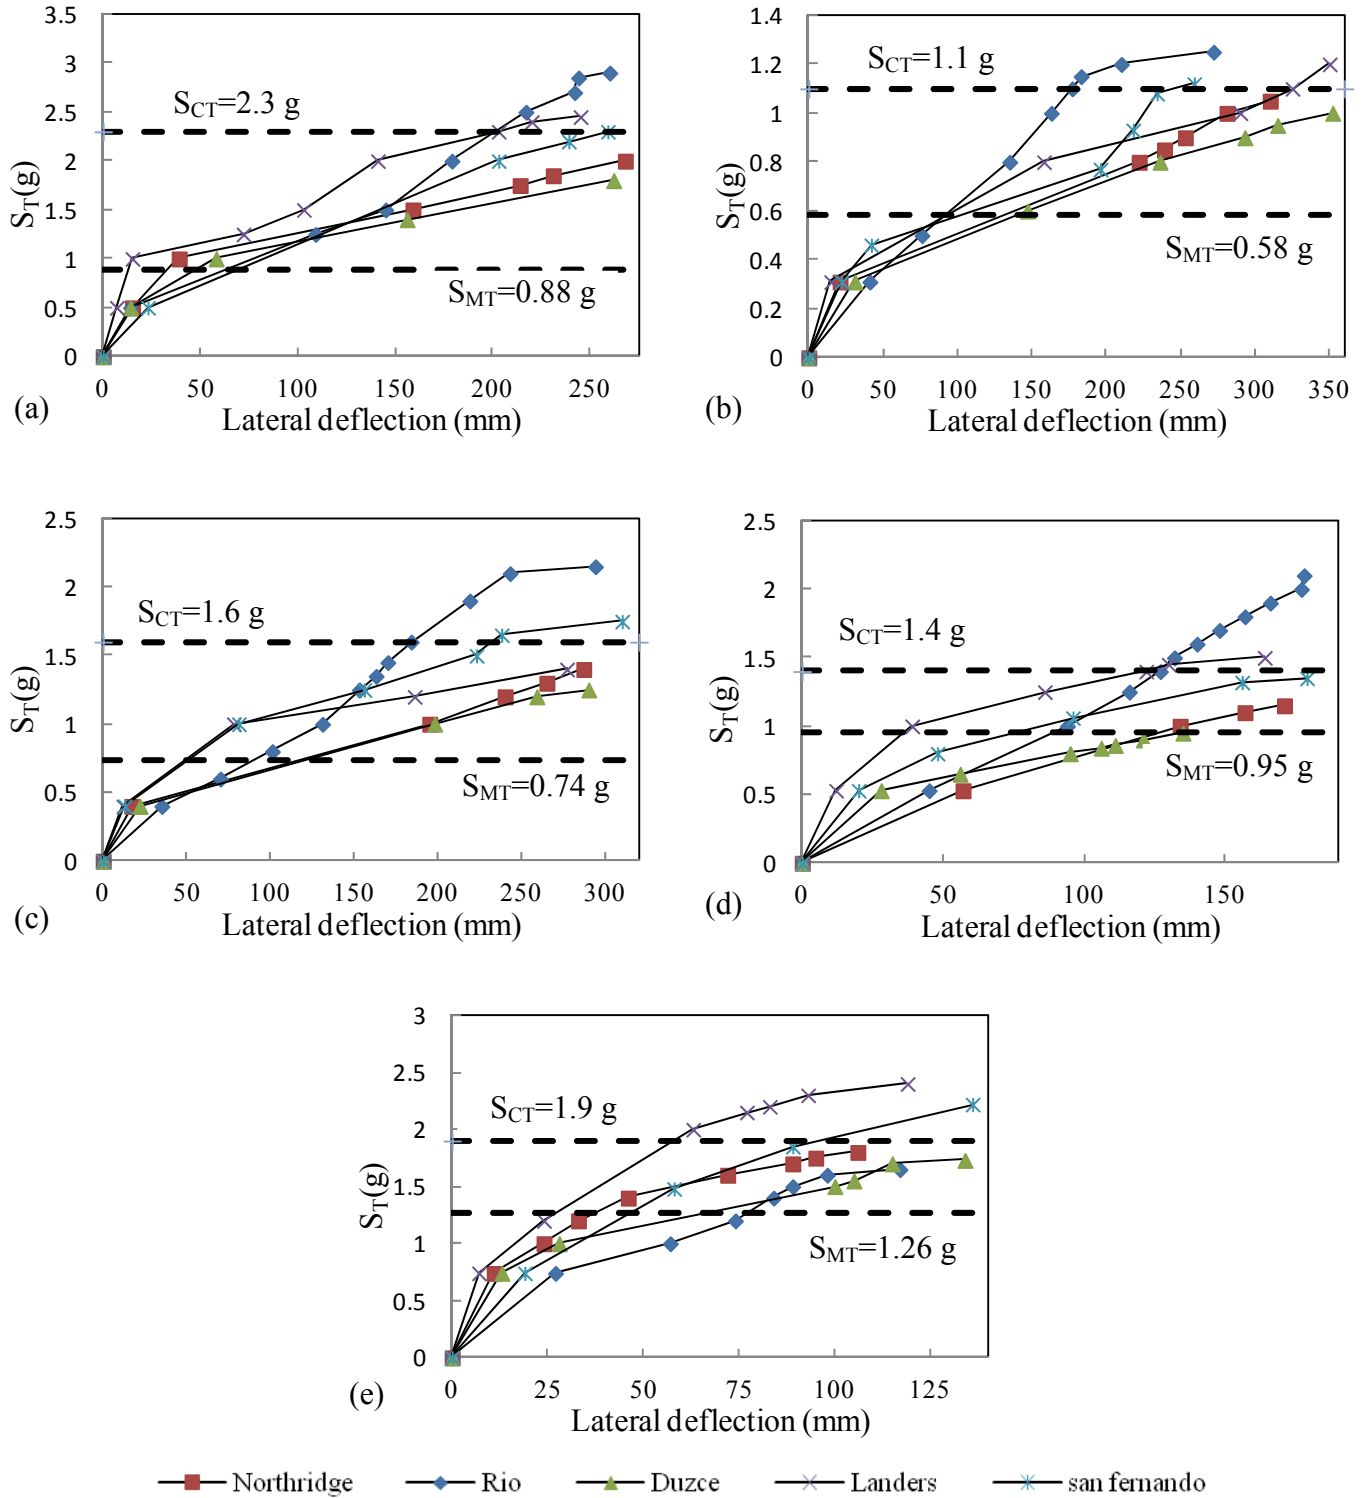 3.5
3
2.5
2
1.5
1
0.5
0
S_T(g)
S_CT=2.3 g
S_MT=0.88 g
0 50 100 150 200 250
(a)
Lateral deflection (mm)
1.4
1.2
1
0.8
0.6
0.4
0.2
0
S_T(g)
S_CT=1.1 g
S_MT=0.58 g
0 50 100 150 200 250 300 350
(b)
Lateral deflection (mm)
2.5
2
1.5
1
0.5
0
S_T(g)
S_CT=1.6 g
S_MT=0.74 g
0 50 100 150 200 250 300
(c)
Lateral deflection (mm)
2.5
2
1.5
1
0.5
0
S_T(g)
S_CT=1.4 g
S_MT=0.95 g
0 50 100 150
(d)
Lateral deflection (mm)
3
2.5
2
1.5
1
0.5
0
S_T(g)
S_CT=1.9 g
S_MT=1.26 g
0 25 50 75 100 125
(e)
Lateral deflection (mm)
Northridge Rio Duzce Landers san fernando